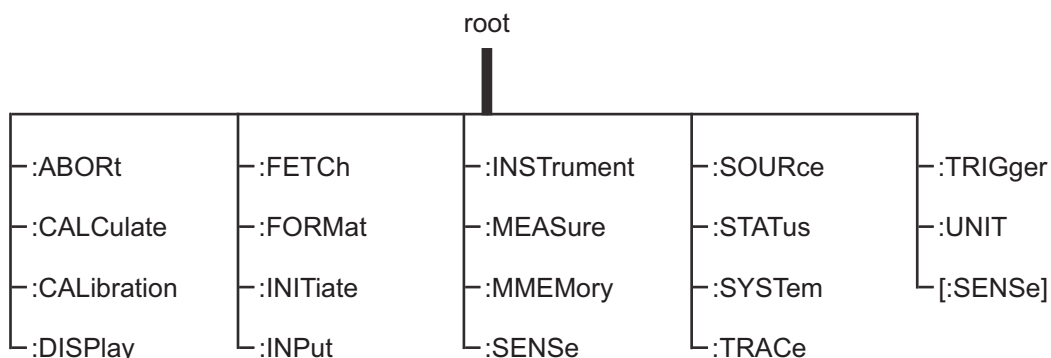 root
:ABORt
:CALCulate
:CALibration
:DISPlay
:FETCh
:FORMat
:INITiate
:INPut
:INSTrument
:MEASure
:MMEMory
:SENSe
:SOURce
:STATus
:SYSTem
:TRACe
:TRIGger
:UNIT
[:SENSe]